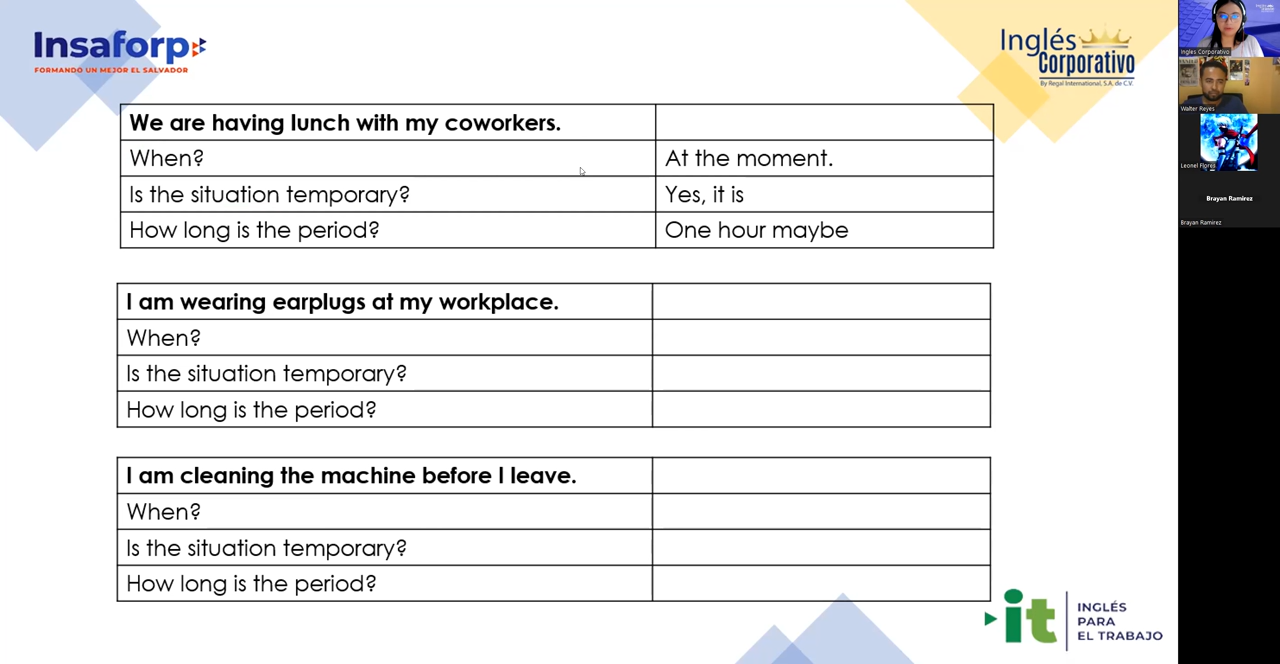 Insaforp
FORMANDO UN MEJOR EL SALVADOR
Inglés
Corporativo
By Regal International, S.A. de C.V.
We are having lunch with my coworkers.
When? At the moment.
Is the situation temporary? Yes, it is
How long is the period? One hour maybe
I am wearing earplugs at my workplace.
When?
Is the situation temporary?
How long is the period?
I am cleaning the machine before I leave.
When?
Is the situation temporary?
How long is the period?
it
INGLÉS
PARA
EL TRABAJO
Inglés Corporativo
Walter Reyes
Leonel Flores
Brayan Ramirez
Brayan Ramirez